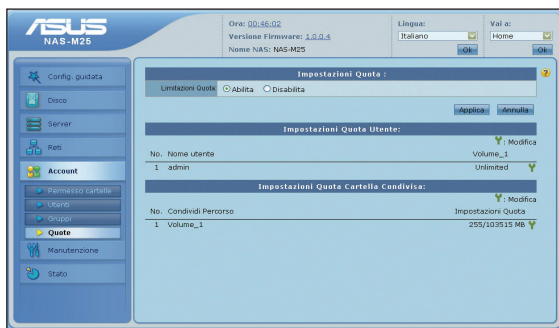 ASUS
NAS-M25
Ora: 00:46:02
Versione Firmware: 1.0.0.4
Nome NAS: NAS-M25
Lingua:
Italiano
Ok
Vai a:
Home
Ok
Config. guidata
Disco
Server
Reti
Account
Permesso cartelle
Utenti
Gruppi
Quote
Manutenzione
Stato
Impostazioni Quota :
Limitazioni Quota Abilita Disabilita
Applica Annulla
Impostazioni Quota Utente:
: Modifica
No. Nome utente Volume_1
1 admin Unlimited
Impostazioni Quota Cartella Condivisa:
: Modifica
No. Condividi Percorso Impostazioni Quota
1 Volume_1 255/103515 MB